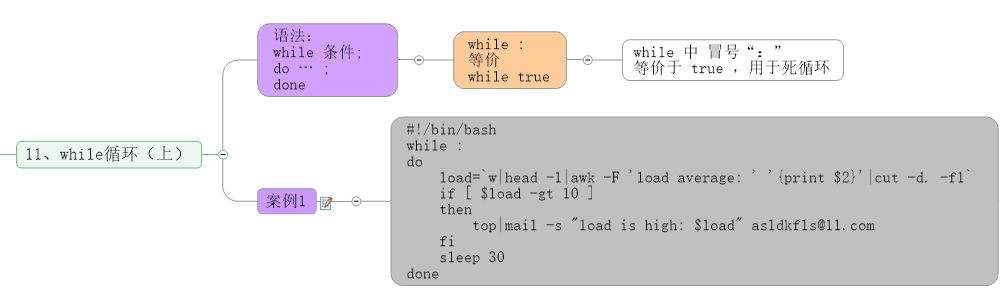 11、while循环（上）
语法：
while 条件;
do … ;
done
while :
等价
while true
while 中 冒号“：”
等价于 true ，用于死循环
案例1
#!/bin/bash
while :
do
    load=`w|head -1|awk -F 'load average: ' '{print $2}'|cut -d. -f1`
    if [ $load -gt 10 ]
    then
        top|mail -s "load is high: $load" asldkfls@11.com
    fi
    sleep 30
done